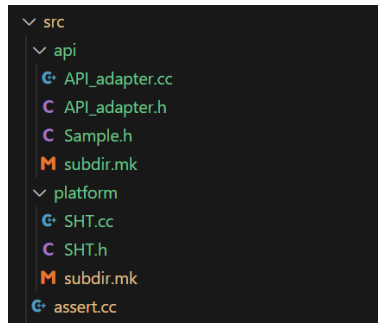 src
api
C+ API_adapter.cc
C API_adapter.h
C Sample.h
M subdir.mk
platform
C+ SHT.cc
C SHT.h
M subdir.mk
C+ assert.cc